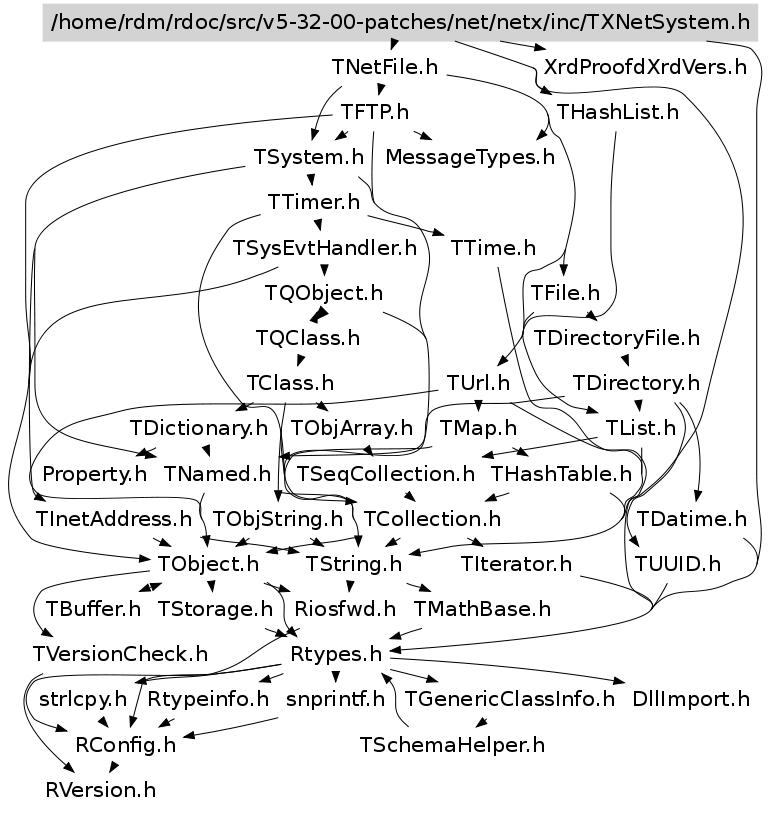 /home/rdm/rdoc/src/v5-32-00-patches/net/netx/inc/TXNetSystem.h
TNetFile.h XrdProofdXrdVers.h
TFTP.h THashList.h
TSystem.h MessageTypes.h
TTimer.h
TSysEvtHandler.h TTime.h
TQObject.h TFile.h
TQClass.h TDirectoryFile.h
TClass.h TUrl.h TDirectory.h
TDictionary.h TObjArray.h TMap.h TList.h
Property.h TNamed.h TSeqCollection.h THashTable.h
TInetAddress.h TObjString.h TCollection.h TDatime.h
TObject.h TString.h TIterator.h TUUID.h
TBuffer.h TStorage.h Riosfwd.h TMathBase.h
TVersionCheck.h Rtypes.h
strlcpy.h Rtypeinfo.h snprintf.h TGenericClassInfo.h DllImport.h
RConfig.h TSchemaHelper.h
RVersion.h